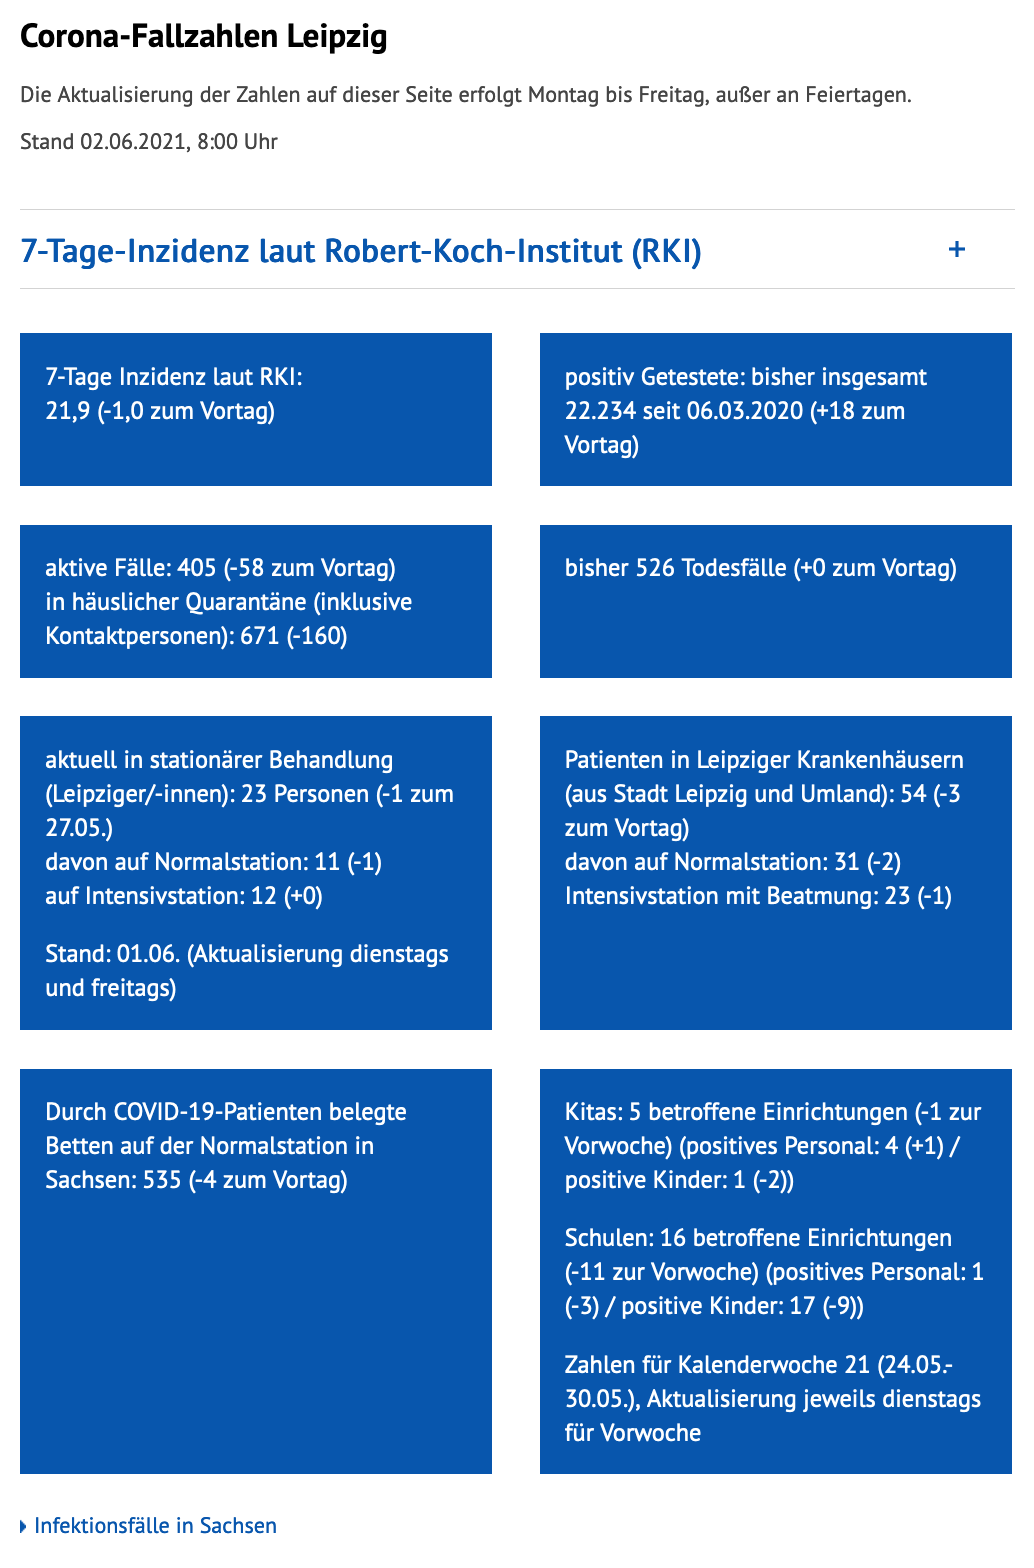 Corona-Fallzahlen Leipzig
Die Aktualisierung der Zahlen auf dieser Seite erfolgt Montag bis Freitag, außer an Feiertagen.
Stand 02.06.2021, 8:00 Uhr
7-Tage-Inzidenz laut Robert-Koch-Institut (RKI) +
7-Tage Inzidenz laut RKI:
21,9 (-1,0 zum Vortag)
positiv Getestete: bisher insgesamt
22.234 seit 06.03.2020 (+18 zum
Vortag)
aktive Fälle: 405 (-58 zum Vortag)
in häuslicher Quarantäne (inklusive
Kontaktpersonen): 671 (-160)
bisher 526 Todesfälle (+0 zum Vortag)
aktuell in stationärer Behandlung
(Leipziger/-innen): 23 Personen (-1 zum
27.05.)
davon auf Normalstation: 11 (-1)
auf Intensivstation: 12 (+0)
Stand: 01.06. (Aktualisierung dienstags
und freitags)
Patienten in Leipziger Krankenhäusern
(aus Stadt Leipzig und Umland): 54 (-3
zum Vortag)
davon auf Normalstation: 31 (-2)
Intensivstation mit Beatmung: 23 (-1)
Durch COVID-19-Patienten belegte
Betten auf der Normalstation in
Sachsen: 535 (-4 zum Vortag)
Kitas: 5 betroffene Einrichtungen (-1 zur
Vorwoche) (positives Personal: 4 (+1) /
positive Kinder: 1 (-2))
Schulen: 16 betroffene Einrichtungen
(-11 zur Vorwoche) (positives Personal: 1
(-3) / positive Kinder: 17 (-9))
Zahlen für Kalenderwoche 21 (24.05.-
30.05.), Aktualisierung jeweils dienstags
für Vorwoche
Infektionsfälle in Sachsen